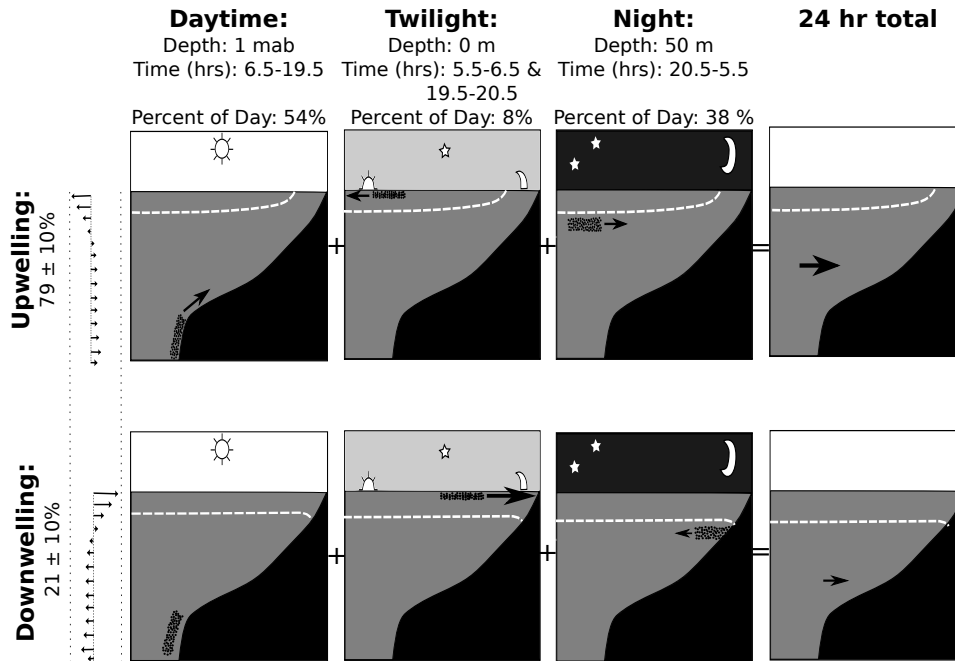 Daytime:
Depth: 1 mab
Time (hrs): 6.5-19.5
Percent of Day: 54%
Twilight:
Depth: 0 m
Time (hrs): 5.5-6.5 &
19.5-20.5
Percent of Day: 8%
Night:
Depth: 50 m
Time (hrs): 20.5-5.5
Percent of Day: 38 %
24 hr total
Upwelling:
79 ± 10%
+
+
=
Downwelling:
21 ± 10%
+
+
=